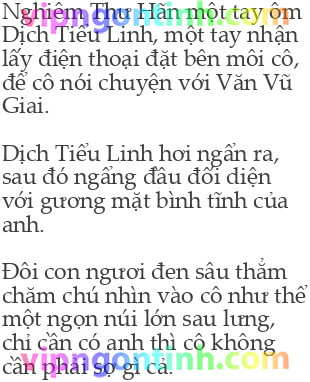 Nghiêm Thư Hãn một tay ôm
vipngontinh.com
Dịch Tiểu Linh, một tay nhận
lấy điện thoại đặt bên môi cô,
để cô nói chuyện với Văn Vũ
Giai.
Dịch Tiểu Linh hơi ngẩn ra,
sau đó ngẩng đầu đối diện
với gương mặt bình tĩnh của
anh.
Đôi con ngươi đen sâu thẳm
chăm chú nhìn vào cô như thể
một ngọn núi lớn sau lưng,
chỉ cần có anh thì cô không
vipngontinh.com
cần phải sợ gì cả.